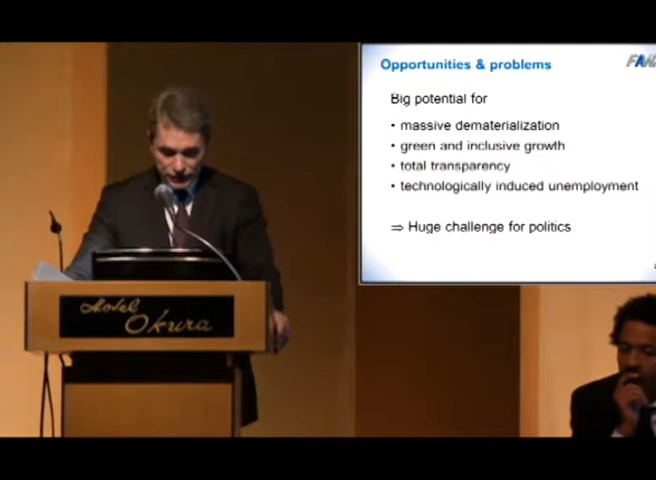 Opportunities & problems
FAW
Big potential for
• massive dematerialization
• green and inclusive growth
• total transparency
• technologically induced unemployment
⇒ Huge challenge for politics
Hotel
Okura